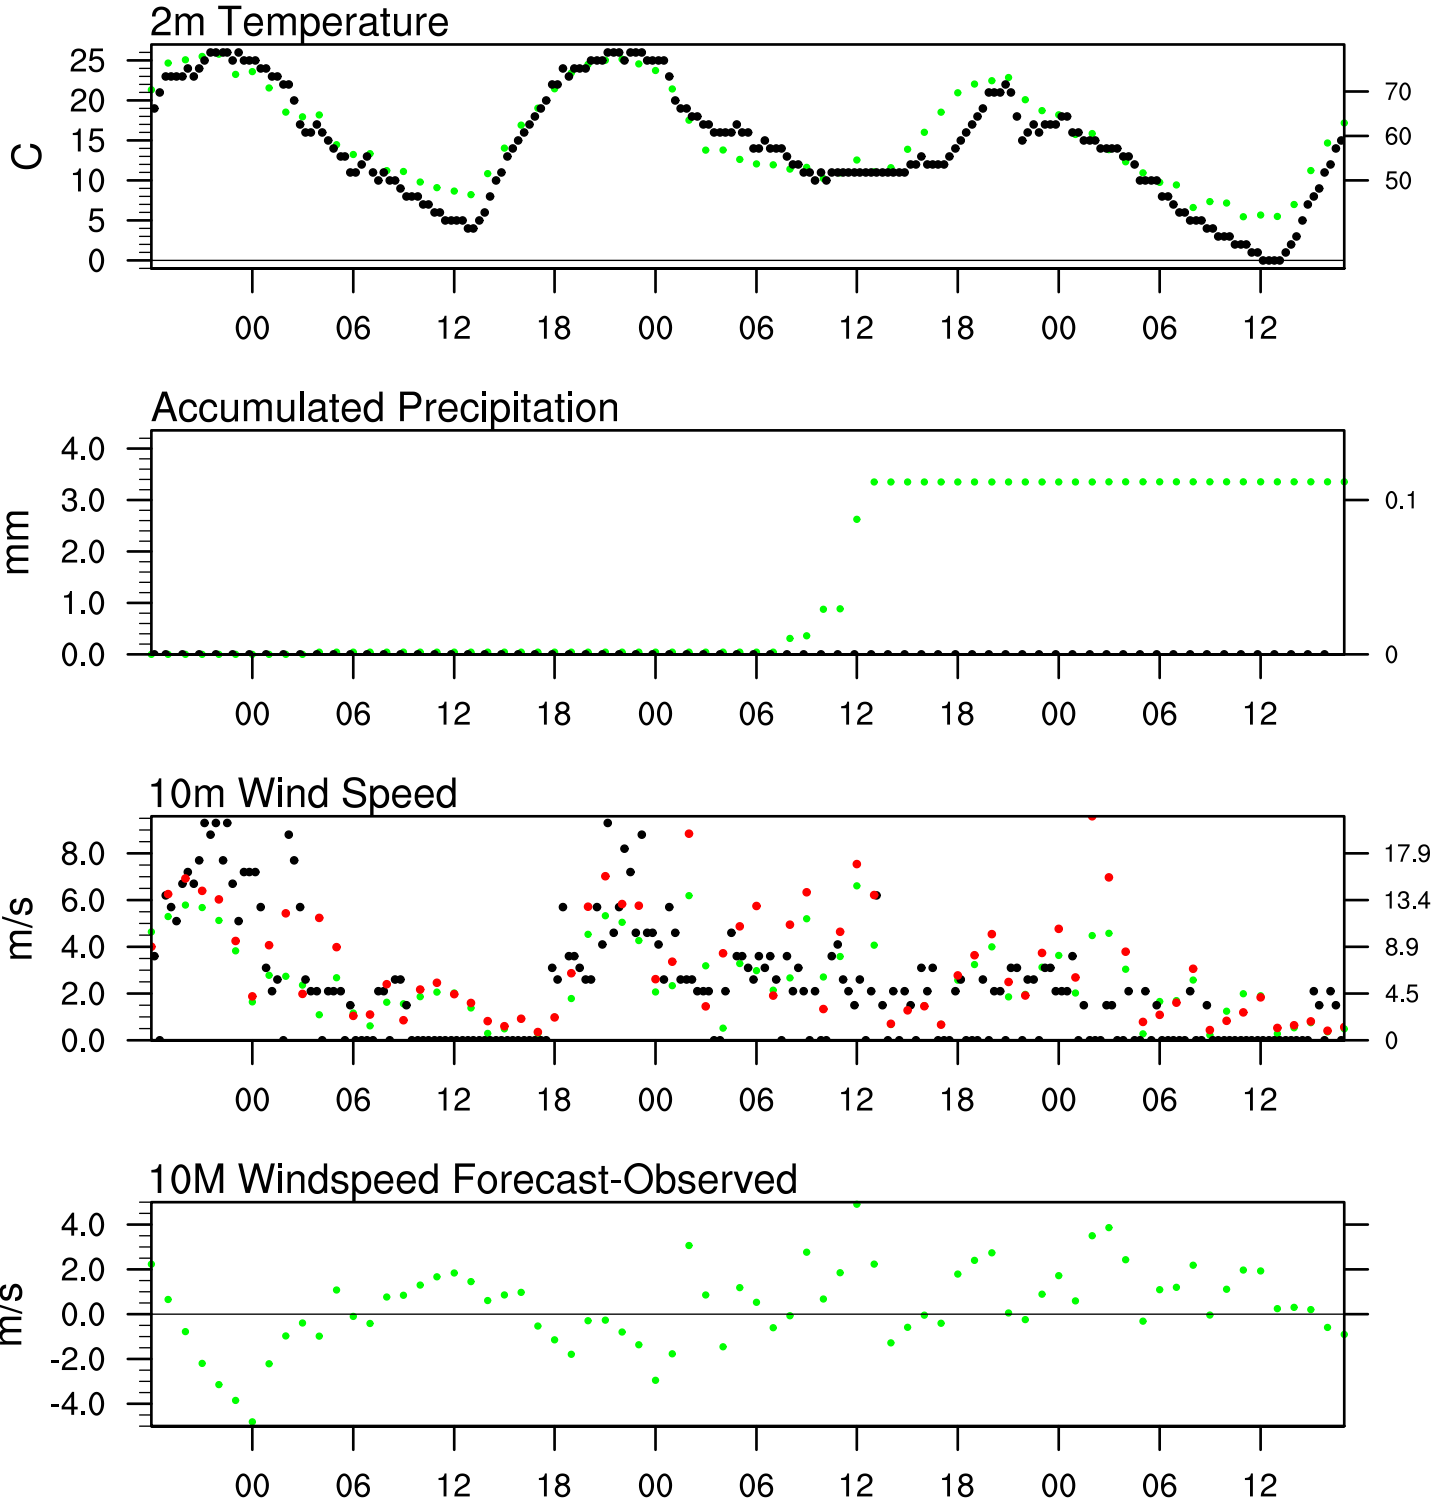 2m Temperature
C
25
20
15
10
5
0
70
60
50
00 06 12 18 00 06 12 18 00 06 12
Accumulated Precipitation
mm
4.0
3.0
2.0
1.0
0.0
0.1
0
00 06 12 18 00 06 12 18 00 06 12
10m Wind Speed
m/s
8.0
6.0
4.0
2.0
0.0
17.9
13.4
8.9
4.5
0
00 06 12 18 00 06 12 18 00 06 12
10M Windspeed Forecast-Observed
m/s
4.0
2.0
0.0
-2.0
-4.0
00 06 12 18 00 06 12 18 00 06 12